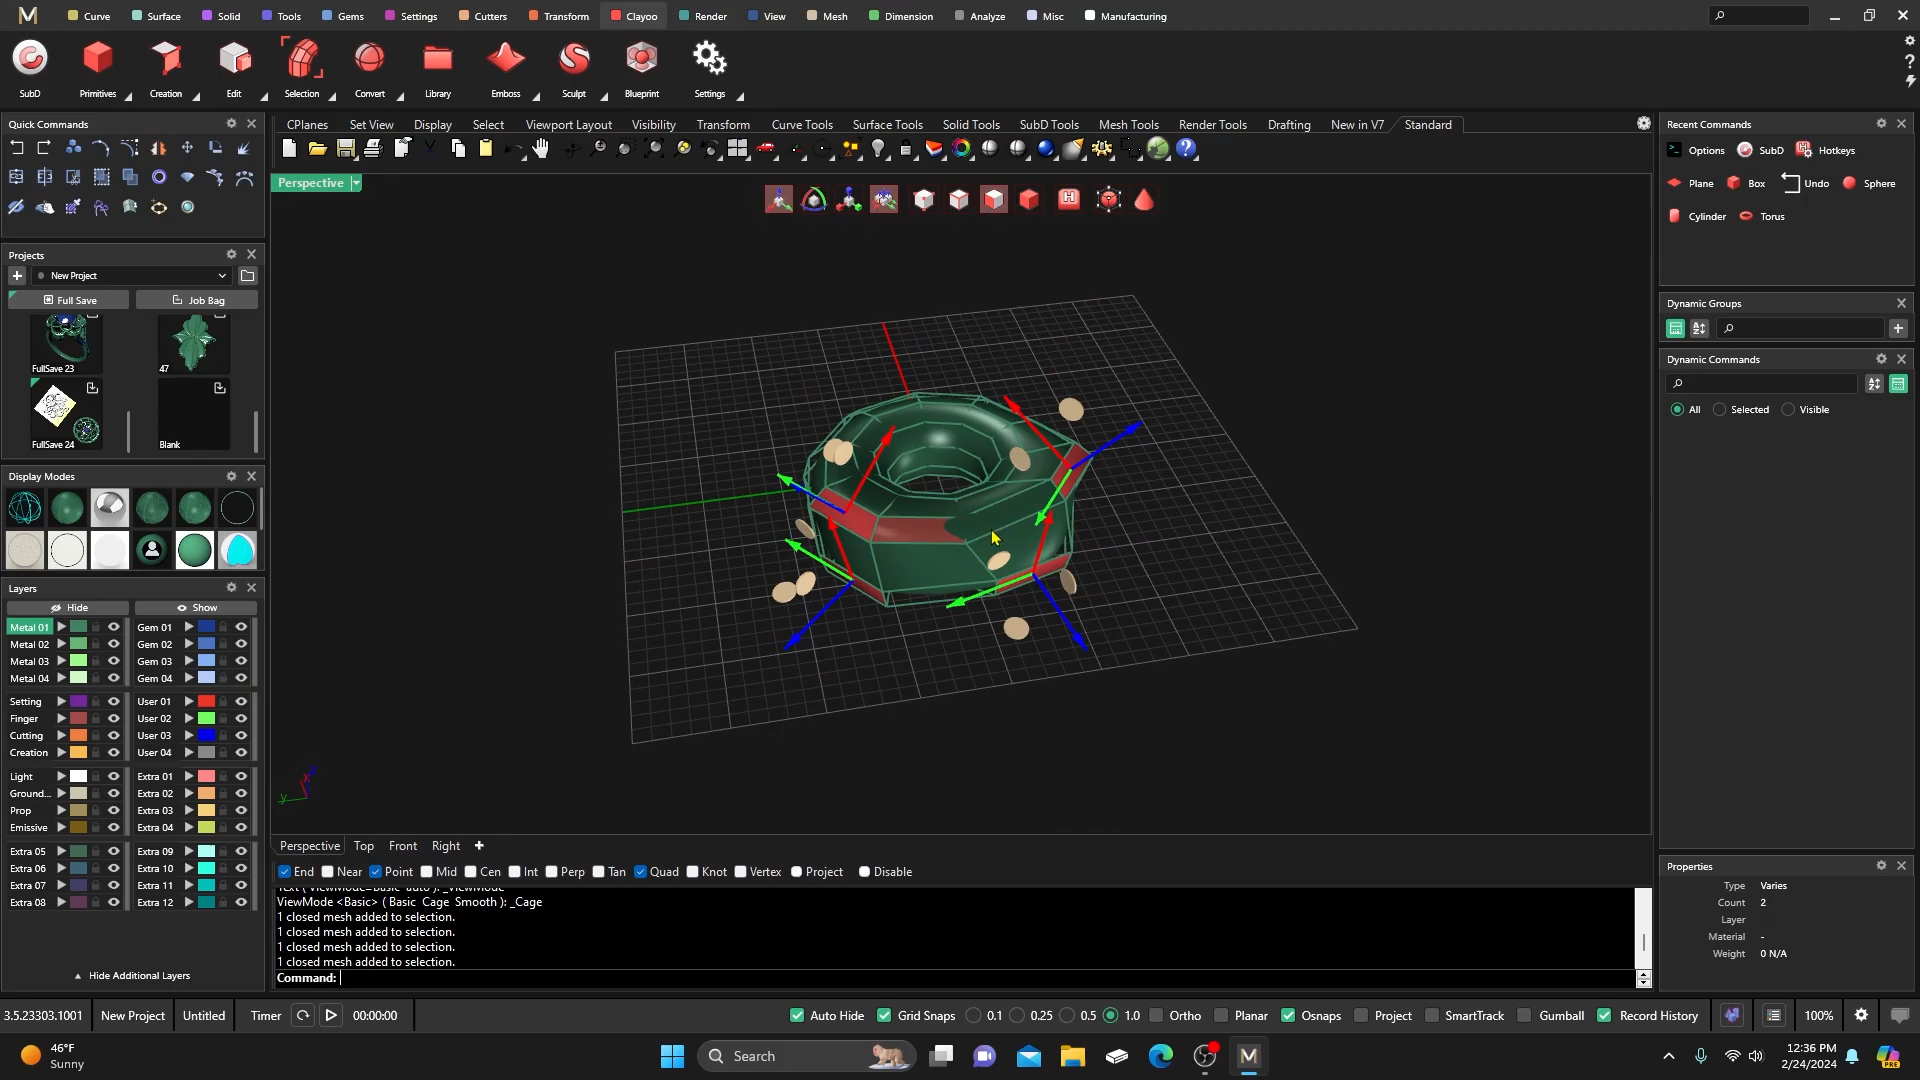 Curve Surface Solid Tools Gems Settings Cutters Transform Clayoo Render View Mesh Dimension Analyze Misc Manufacturing
SubD Primitives Creation Edit Selection Convert Library Emboss Sculpt Blueprint Settings
Quick Commands
CPlanes Set View Display Select Viewport Layout Visibility Transform Curve Tools Surface Tools Solid Tools SubD Tools Mesh Tools Render Tools Drafting New in V7 Standard
Perspective
Projects
New Project
Full Save Job Bag
FullSave 23 47
FullSave 24 Blank
Display Modes
Layers
Hide Show
Metal 01 Gem 01
Metal 02 Gem 02
Metal 03 Gem 03
Metal 04 Gem 04
Setting User 01
Finger User 02
Cutting User 03
Creation User 04
Light Extra 01
Ground... Extra 02
Prop Extra 03
Emissive Extra 04
Extra 05 Extra 09
Extra 06 Extra 10
Extra 07 Extra 11
Extra 08 Extra 12
Hide Additional Layers
x
y
Perspective Top Front Right
End Near Point Mid Cen Int Perp Tan Quad Knot Vertex Project Disable
Text ( ViewMode=Basic auto ): _ViewMode
ViewMode <Basic> ( Basic Cage Smooth ): _Cage
1 closed mesh added to selection.
1 closed mesh added to selection.
1 closed mesh added to selection.
1 closed mesh added to selection.
Command:
Recent Commands
Options SubD Hotkeys
Plane Box Undo Sphere
Cylinder Torus
Dynamic Groups
Dynamic Commands
All Selected Visible
Properties
Type Varies
Count 2
Layer
Material -
Weight 0 N/A
3.5.23303.1001 New Project Untitled Timer 00:00:00 Auto Hide Grid Snaps 0.1 0.25 0.5 1.0 Ortho Planar Osnaps Project SmartTrack Gumball Record History 100%
46°F
Sunny
Search
12:36 PM
2/24/2024